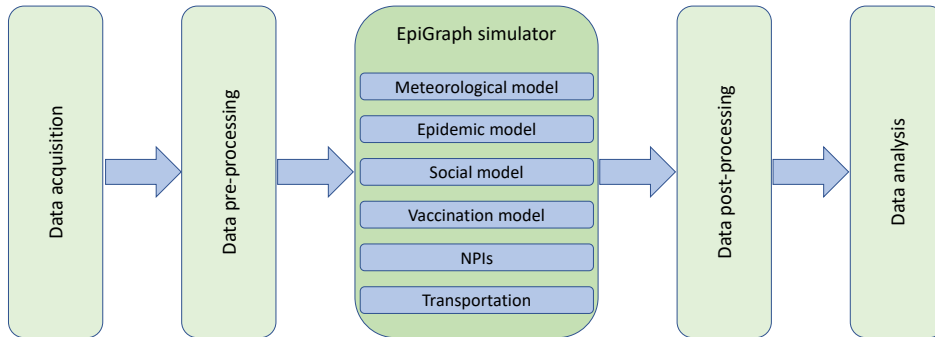 Data acquisition
Data pre-processing
EpiGraph simulator
Meteorological model
Epidemic model
Social model
Vaccination model
NPIs
Transportation
Data post-processing
Data analysis